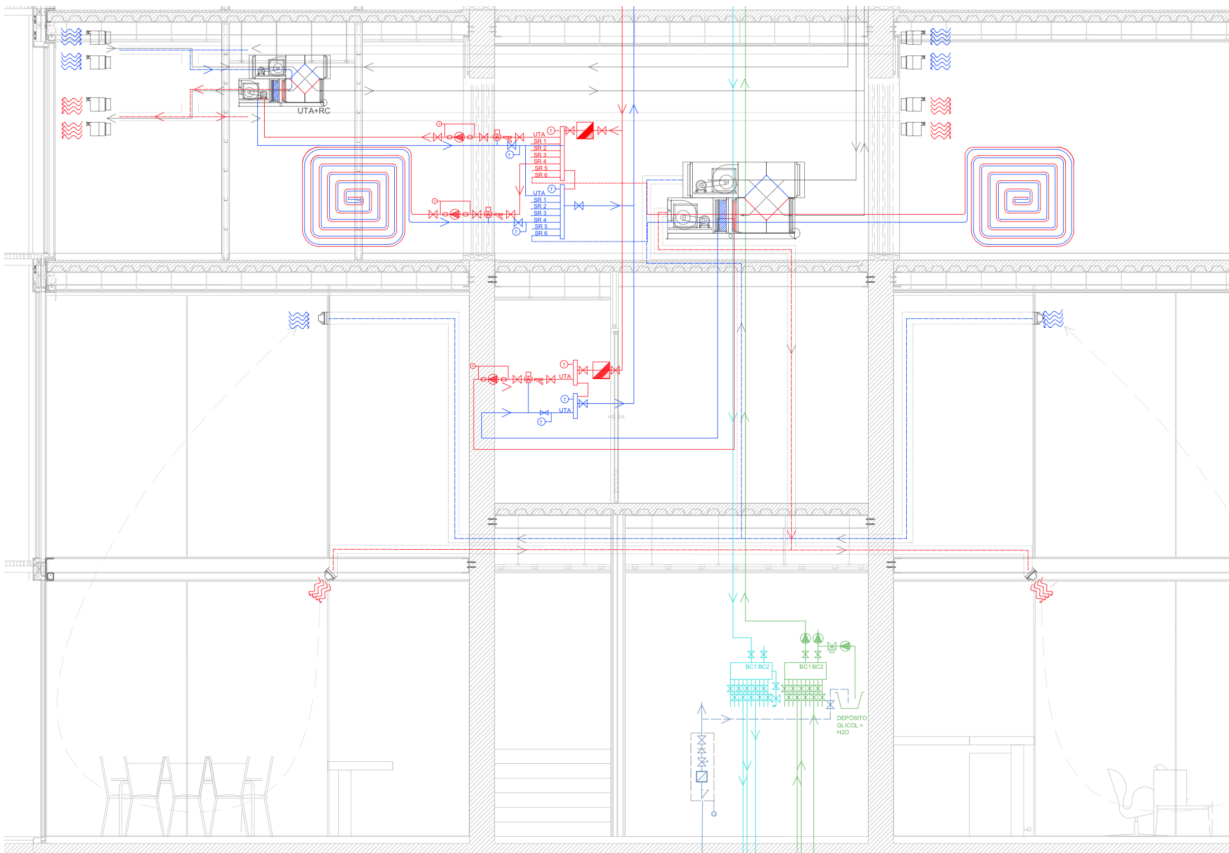 UTA+RC
UTA
SR 1
SR 2
SR 3
SR 4
SR 5
SR 6
UTA
SR 1
SR 2
SR 3
SR 4
SR 5
SR 6
T
T
T
T
UTA
UTA
T
T
T
BC1 BC2
BC1 BC2
DEPÓSITO
GLICOL +
H2O